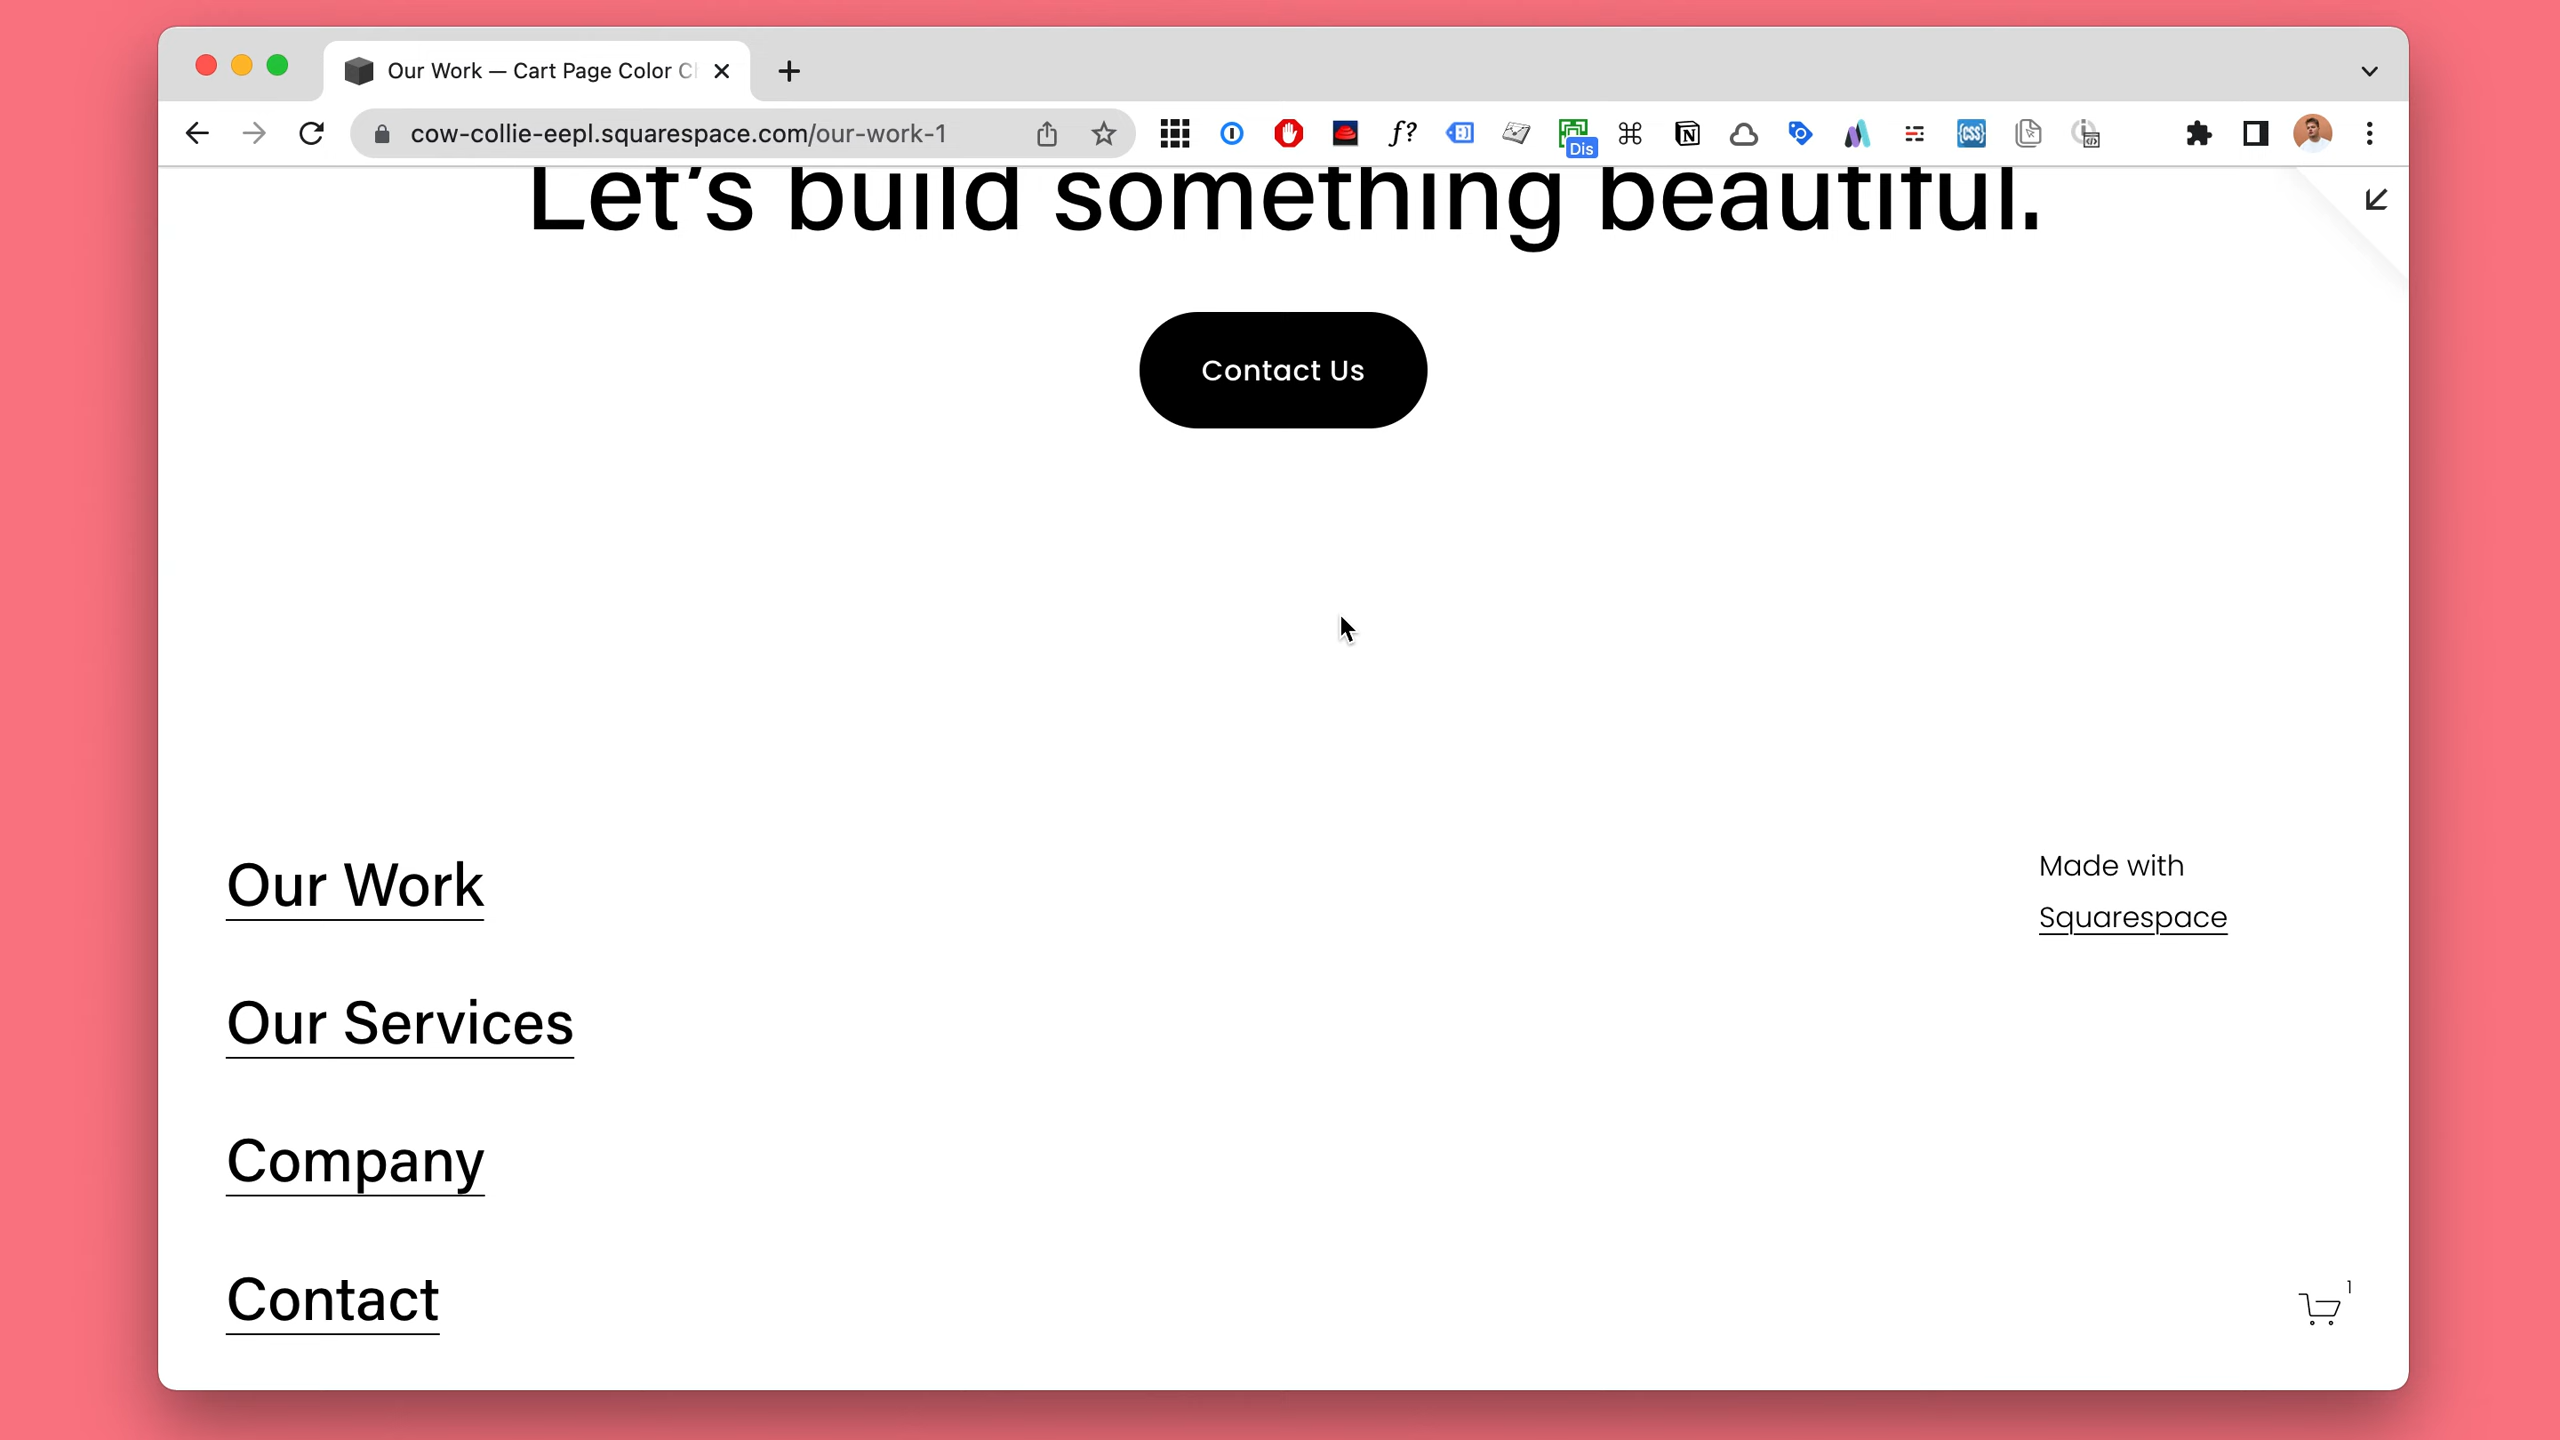 Our Work — Cart Page Color C
cow-collie-eepl.squarespace.com/our-work-1
f?
Dis
{css}
Let's build something beautiful.
Contact Us
Our Work
Made with
Squarespace
Our Services
Company
Contact
1